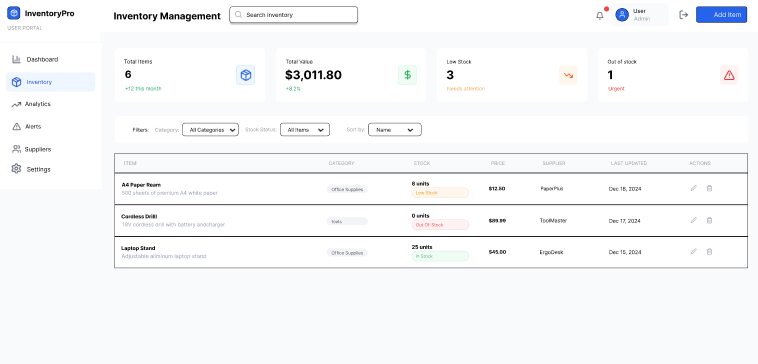 InventoryPro
USER PORTAL
Dashboard
Inventory
Analytics
Alerts
Suppliers
Settings
Inventory Management
Search inventory
User
Admin
Add Item
Total Items
6
+12 this month
Total Value
$3,011.80
+8.2%
Low Stock
3
Needs attention
Out of stock
1
Urgent
Filters: Category: All Categories Stock Status: All Items Sort by: Name
ITEM CATEGORY STOCK PRICE SUPPLIER LAST UPDATED ACTIONS
A4 Paper Ream
500 sheets of premium A4 white paper
Office Supplies
8 units
Low Stock
$12.50
PaperPlus
Dec 18, 2024
Cordless Drill
18V cordless drill with battery andcharger
0 units
Out-Of-Stock
$89.99
ToolMaster
Dec 17, 2024
Laptop Stand
Adjustable aliminum laptop stand
Office Supplies
25 units
In Stock
$45.00
ErgoDesk
Dec 15, 2024